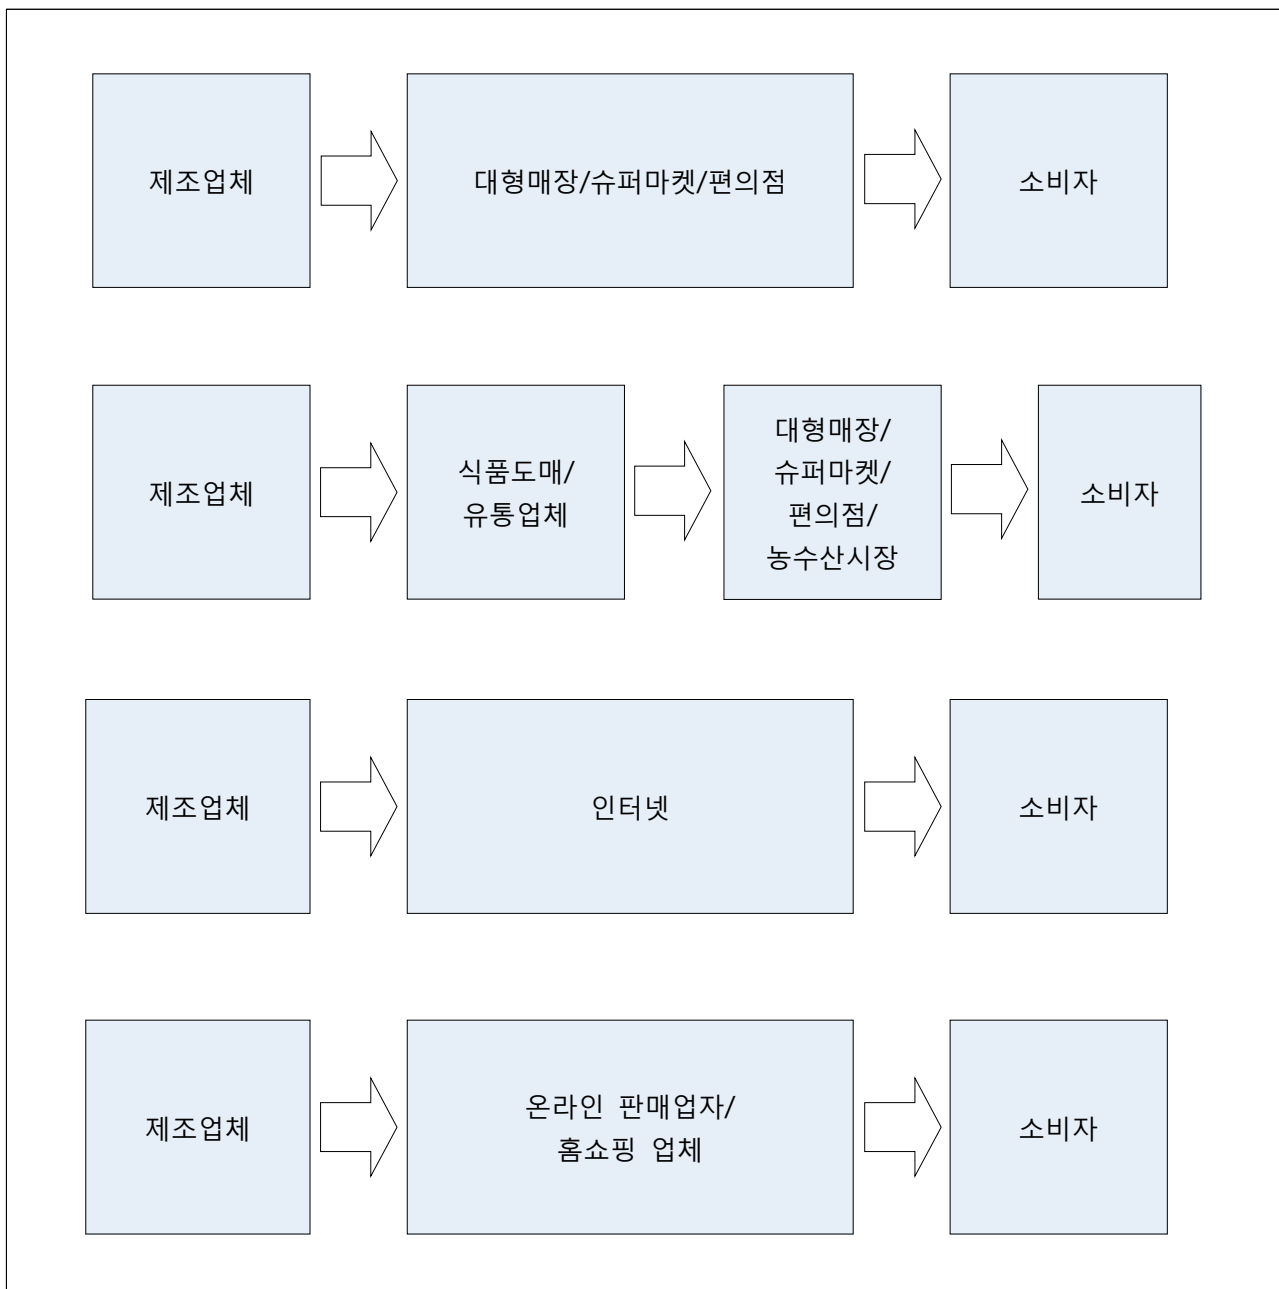 제조업체
대형매장/슈퍼마켓/편의점
소비자
제조업체
식품도매/
유통업체
대형매장/
슈퍼마켓/
편의점/
농수산시장
소비자
제조업체
인터넷
소비자
제조업체
온라인 판매업자/
홈쇼핑 업체
소비자